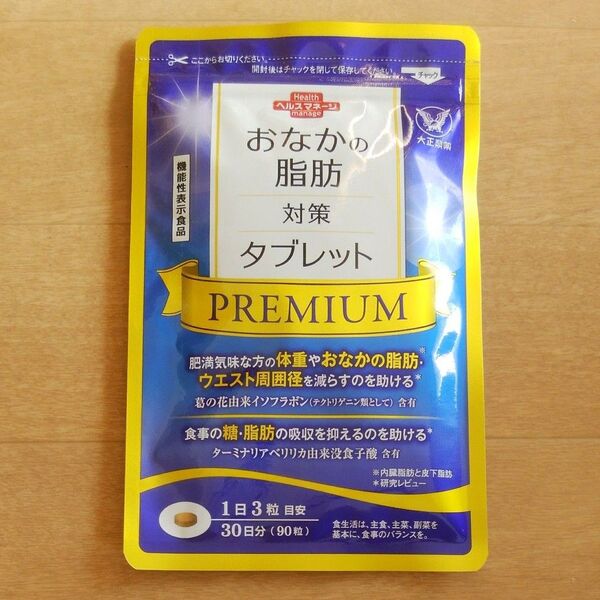 ここからお切りください。
開封後はチャックを閉じて保存してください。
チャック
Health
ヘルスマネージ
manage
大正製薬
機能性表示食品
おなかの
脂肪
対策
タブレット
PREMIUM
肥満気味な方の体重やおなかの脂肪※・
ウエスト周囲径を減らすのを助ける*
葛の花由来イソフラボン(テクトリゲニン類として)含有
食事の糖・脂肪の吸収を抑えるのを助ける*
ターミナリアベリリカ由来没食子酸 含有
※内臓脂肪と皮下脂肪
*研究レビュー
1日3粒 目安
30日分(90粒)
食生活は、主食、主菜、副菜を
基本に、食事のバランスを。